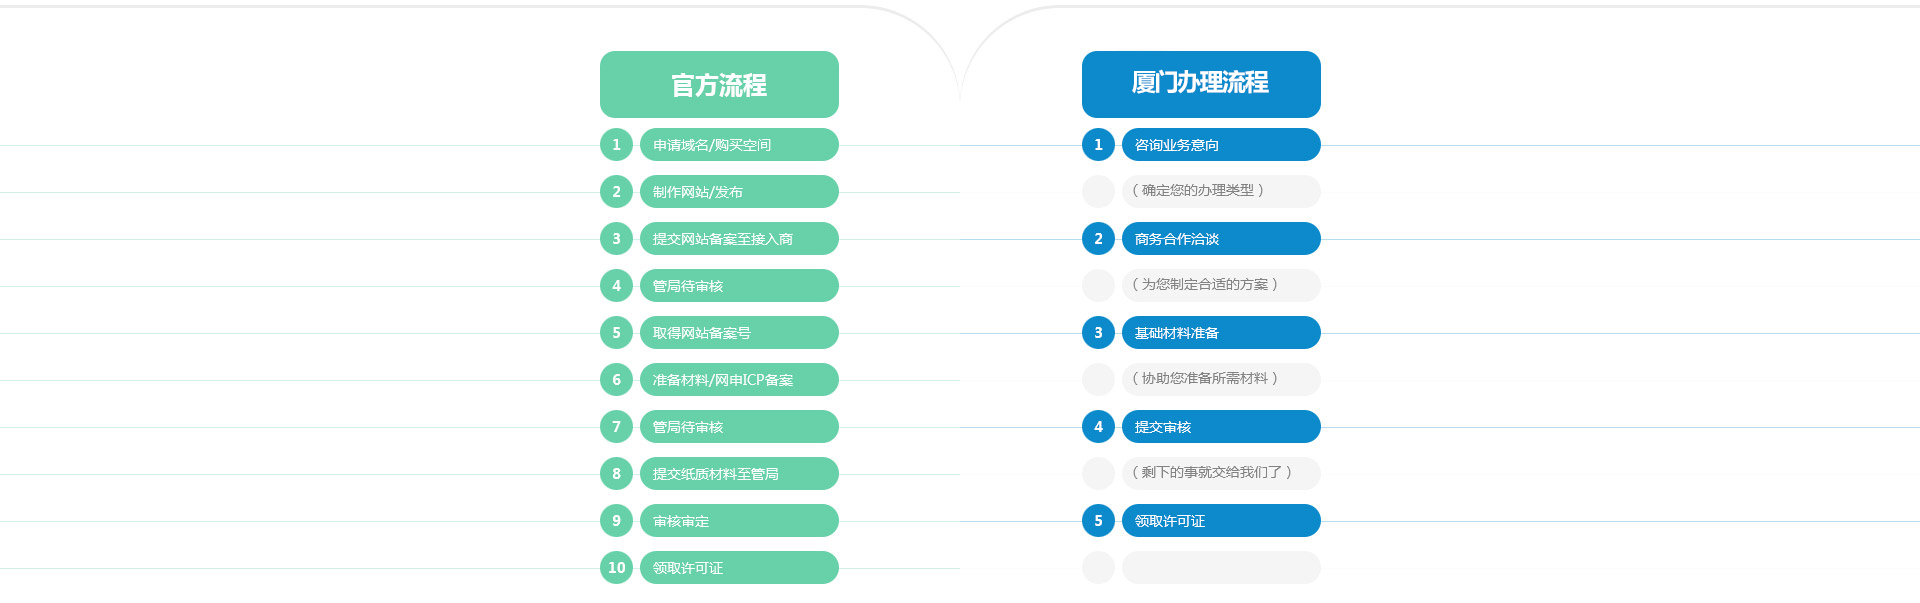 官方流程
1 申请域名/购买空间
2 制作网站/发布
3 提交网站备案至接入商
4 管局待审核
5 取得网站备案号
6 准备材料/网申ICP备案
7 管局待审核
8 提交纸质材料至管局
9 审核审定
10 领取许可证
厦门办理流程
1 咨询业务意向
（确定您的办理类型）
2 商务合作洽谈
（为您制定合适的方案）
3 基础材料准备
（协助您准备所需材料）
4 提交审核
（剩下的事就交给我们了）
5 领取许可证